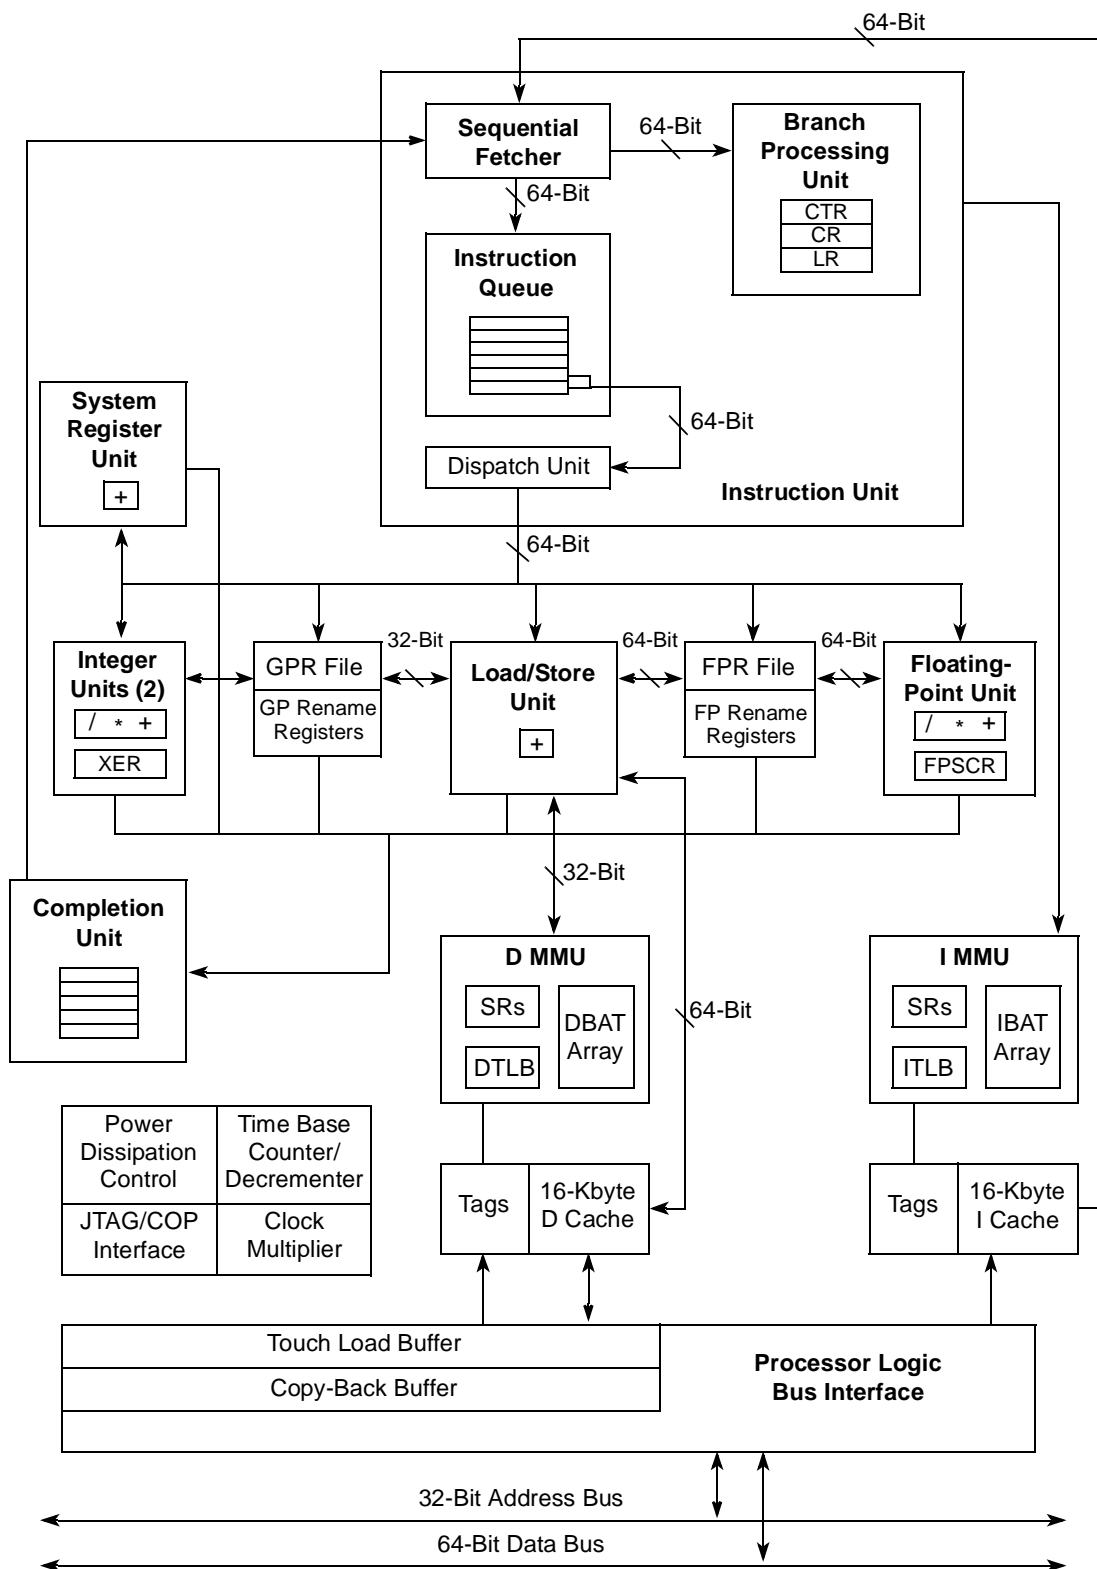 64-Bit
Sequential
Fetcher
64-Bit
Branch
Processing
Unit
CTR
CR
LR
64-Bit
Instruction
Queue
64-Bit
Dispatch Unit
Instruction Unit
System
Register
Unit
+
64-Bit
Integer
Units (2)
/ * +
XER
GPR File
GP Rename
Registers
32-Bit
Load/Store
Unit
+
64-Bit
FPR File
FP Rename
Registers
64-Bit
Floating-
Point Unit
/ * +
FPSCR
32-Bit
Completion
Unit
D MMU
SRs
DTLB
DBAT
Array
64-Bit
I MMU
SRs
ITLB
IBAT
Array
Power
Dissipation
Control
Time Base
Counter/
Decrementer
JTAG/COP
Interface
Clock
Multiplier
Tags
16-Kbyte
D Cache
Tags
16-Kbyte
I Cache
Touch Load Buffer
Copy-Back Buffer
Processor Logic
Bus Interface
32-Bit Address Bus
64-Bit Data Bus